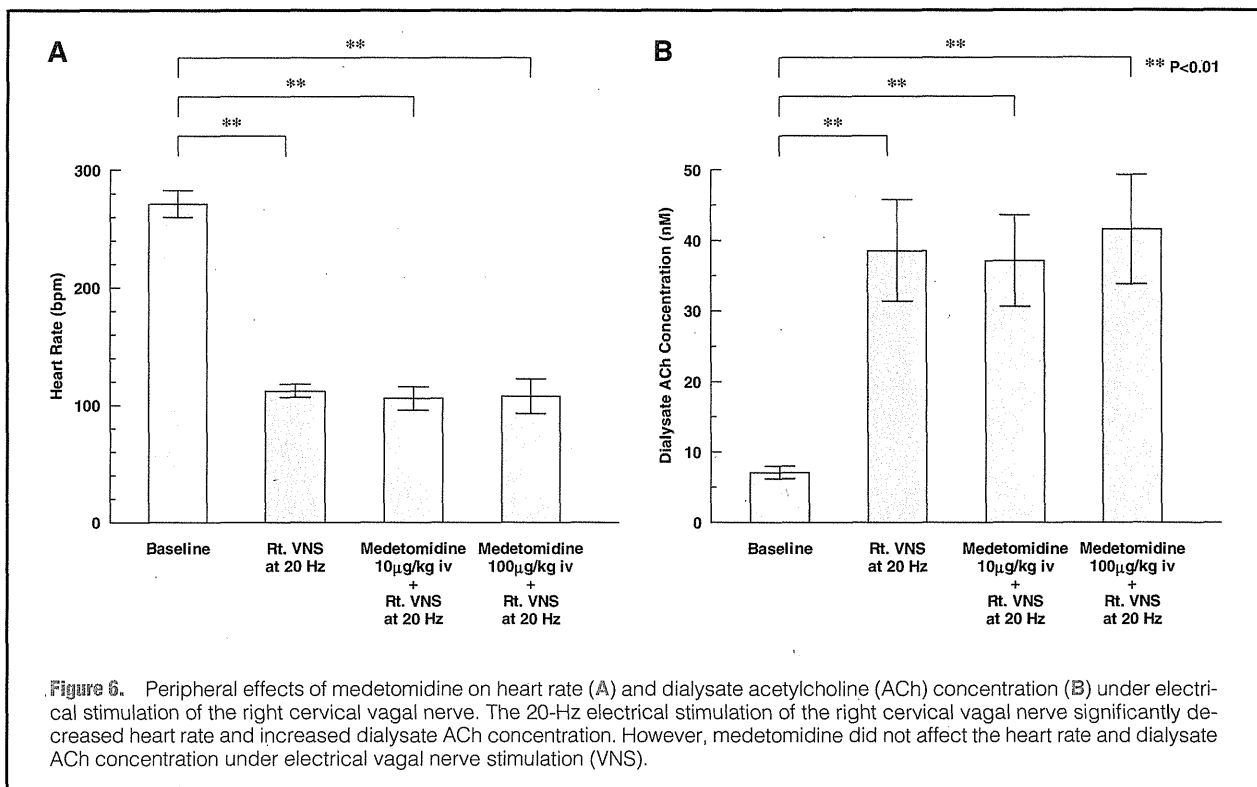 A
**
**
**
300
200
100
0
Heart Rate (bpm)
Baseline
Rt. VNS
at 20 Hz
Medetomidine
10μg/kg iv
+
Rt. VNS
at 20 Hz
Medetomidine
100μg/kg iv
+
Rt. VNS
at 20 Hz
B
** P<0.01
**
**
**
50
40
30
20
10
0
Dialysate ACh Concentration (nM)
Baseline
Rt. VNS
at 20 Hz
Medetomidine
10μg/kg iv
+
Rt. VNS
at 20 Hz
Medetomidine
100μg/kg iv
+
Rt. VNS
at 20 Hz
Figure 6. Peripheral effects of medetomidine on heart rate (A) and dialysate acetylcholine (ACh) concentration (B) under electri-
cal stimulation of the right cervical vagal nerve. The 20-Hz electrical stimulation of the right cervical vagal nerve significantly de-
creased heart rate and increased dialysate ACh concentration. However, medetomidine did not affect the heart rate and dialysate
ACh concentration under electrical vagal nerve stimulation (VNS).